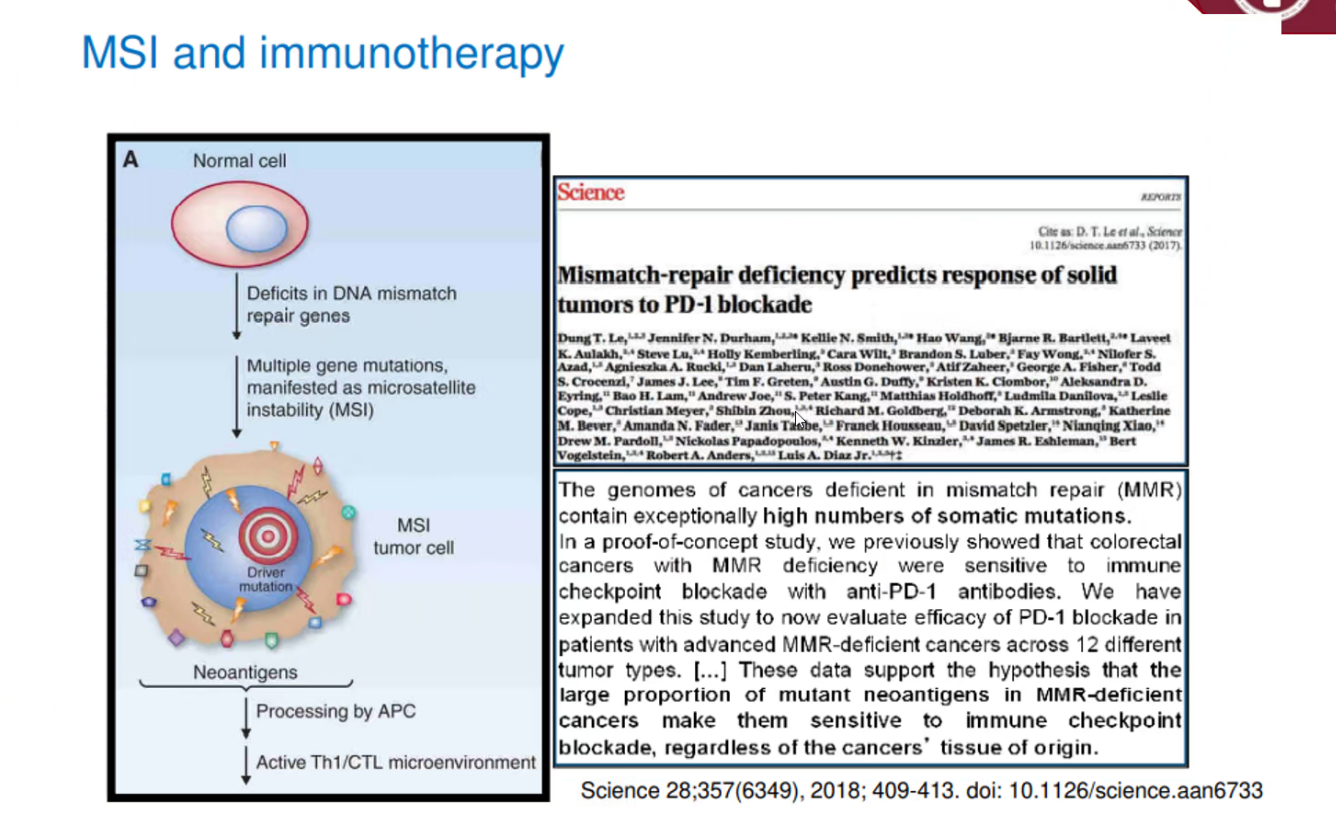 MSI and immunotherapy
A
Normal cell
Deficits in DNA mismatch
repair genes
Multiple gene mutations,
manifested as microsatellite
instability (MSI)
MSI
tumor cell
Driver
mutation
Neoantigens
Processing by APC
Active Th1/CTL microenvironment
Science
REPORTS
Cite as: D. T. Le et al., Science
10.1126/science.aan6733 (2017).
Mismatch-repair deficiency predicts response of solid
tumors to PD-1 blockade
Dung T. Le, Jennifer N. Durham, Kellie N. Smith, Hao Wang, Bjarne R. Bartlett, Laveet
K. Aulakh, Steve Lu, Holly Kemberling, Cara Wilt, Brandon S. Luber, Fay Wong, Nilofer S.
Azad, Agnieszka A. Rucki, Dan Laheru, Ross Donehower, Atif Zaheer, George A. Fisher, Todd
S. Crocenzi, James J. Lee, Tim F. Greten, Austin G. Duffy, Kristen K. Ciombor, Aleksandra D.
Eyring, Bao H. Lam, Andrew Joe, S. Peter Kang, Matthias Holdhoff, Ludmila Danilova, Leslie
Cope, Christian Meyer, Shibin Zhou, Richard M. Goldberg, Deborah K. Armstrong, Katherine
M. Bever, Amanda N. Fader, Janis Taube, Franck Housseau, David Spetzler, Nianqing Xiao,
Drew M. Pardoll, Nickolas Papadopoulos, Kenneth W. Kinzler, James R. Eshleman, Bert
Vogelstein, Robert A. Anders, Luis A. Diaz Jr.
The genomes of cancers deficient in mismatch repair (MMR)
contain exceptionally high numbers of somatic mutations.
In a proof-of-concept study, we previously showed that colorectal
cancers with MMR deficiency were sensitive to immune
checkpoint blockade with anti-PD-1 antibodies. We have
expanded this study to now evaluate efficacy of PD-1 blockade in
patients with advanced MMR-deficient cancers across 12 different
tumor types. [...] These data support the hypothesis that the
large proportion of mutant neoantigens in MMR-deficient
cancers make them sensitive to immune checkpoint
blockade, regardless of the cancers' tissue of origin.
Science 28;357(6349), 2018; 409-413. doi: 10.1126/science.aan6733